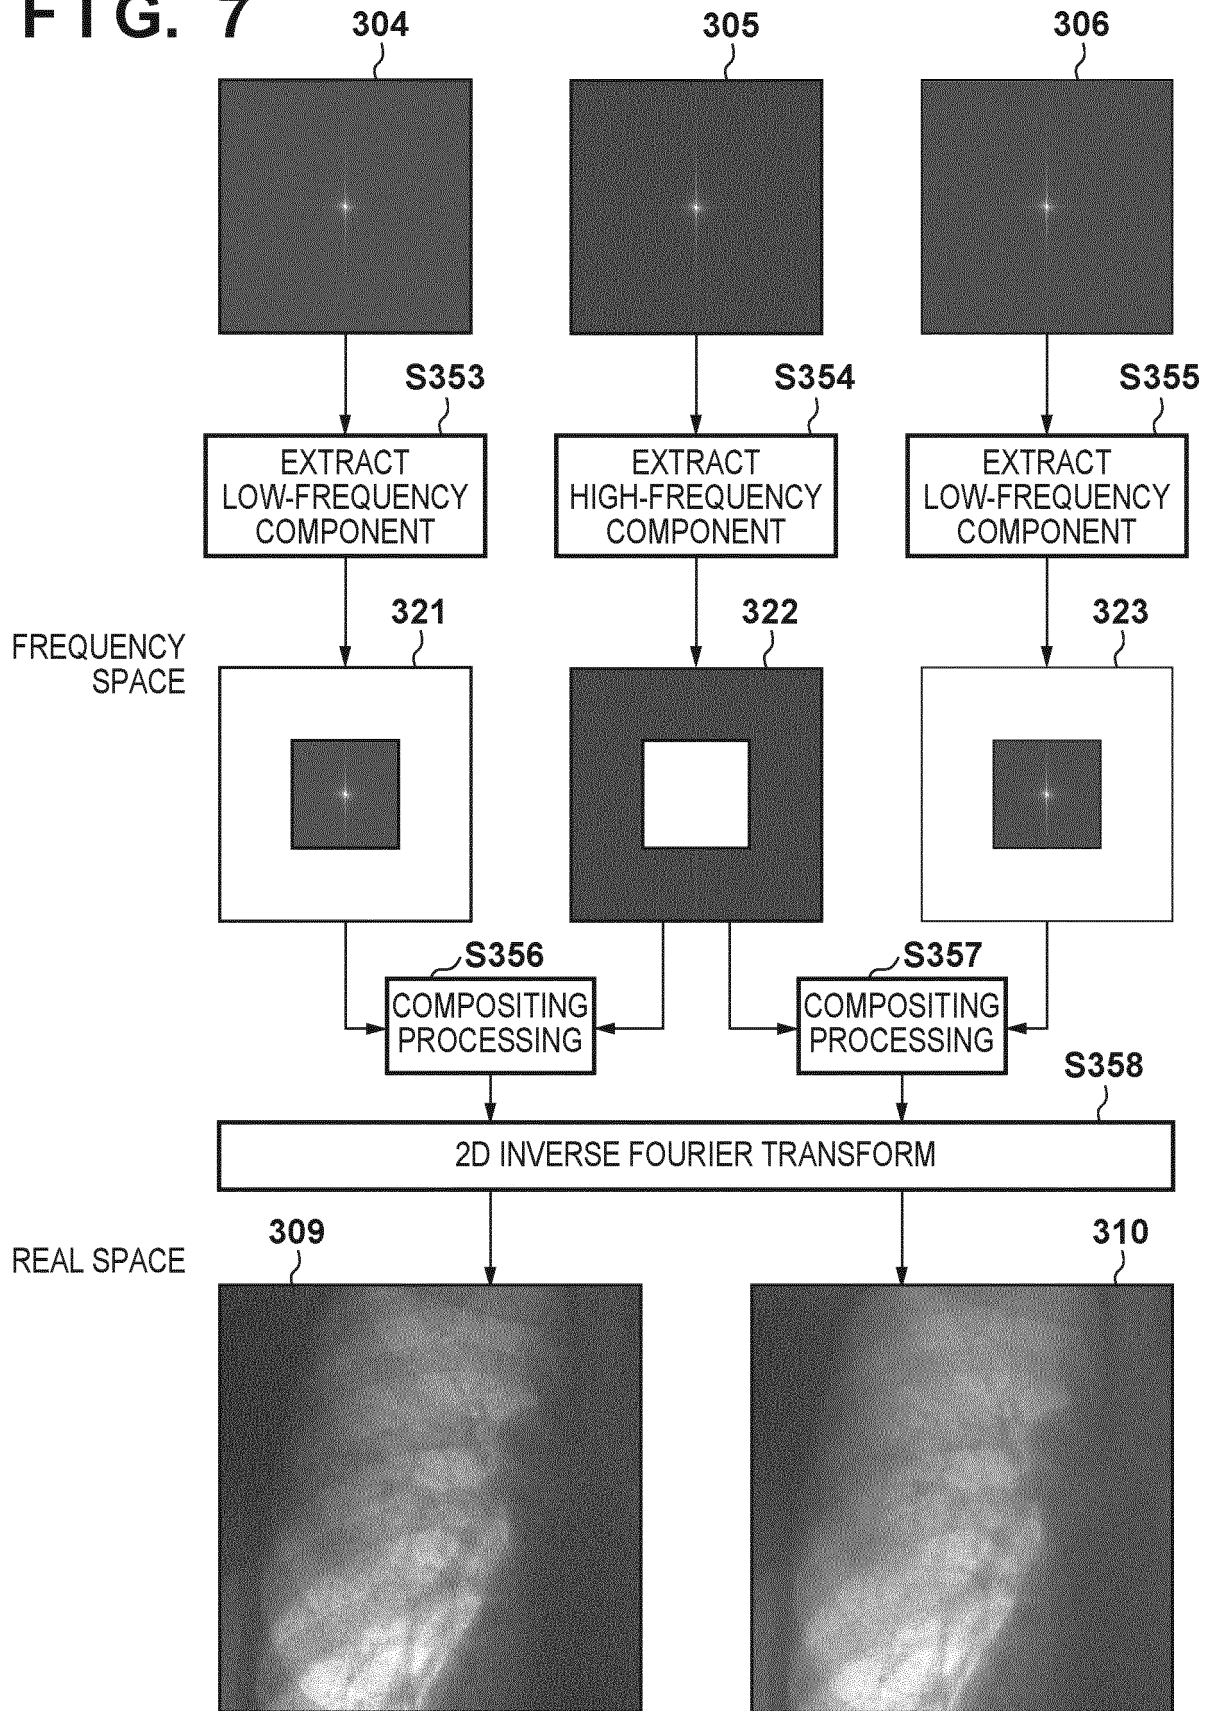 FIG. 7
304
305
306
S353
S354
S355
EXTRACT
LOW-FREQUENCY
COMPONENT
EXTRACT
HIGH-FREQUENCY
COMPONENT
EXTRACT
LOW-FREQUENCY
COMPONENT
321
322
323
FREQUENCY
SPACE
S356
S357
COMPOSITING
PROCESSING
COMPOSITING
PROCESSING
S358
2D INVERSE FOURIER TRANSFORM
309
310
REAL SPACE